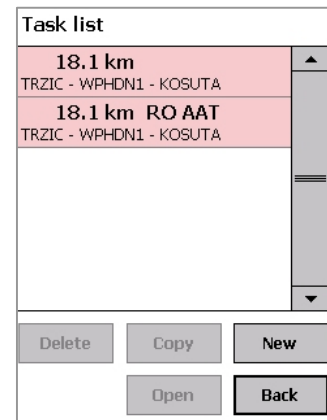 Task list
18.1 km
TRZIC - WPHDN1 - KOSUTA
18.1 km RO AAT
TRZIC - WPHDN1 - KOSUTA
Delete Copy New
Open Back